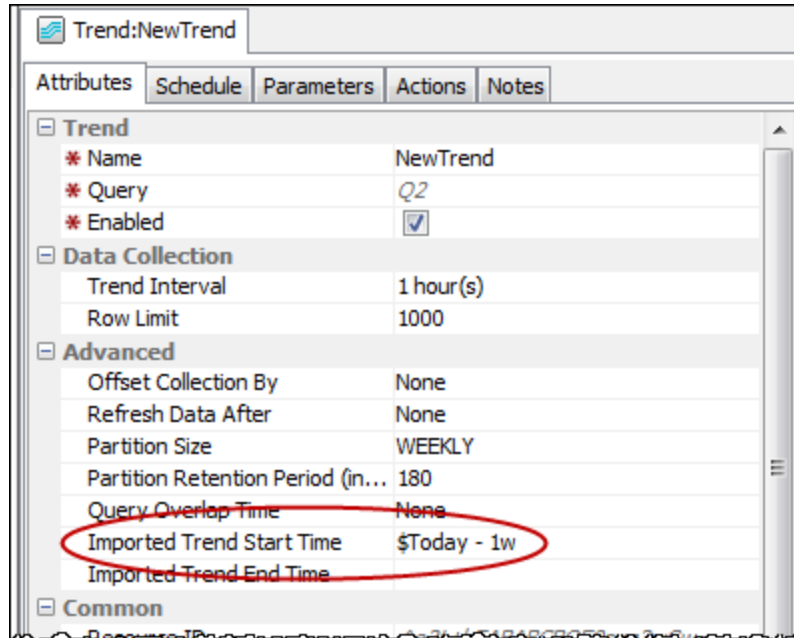 Trend:NewTrend
Attributes Schedule Parameters Actions Notes
Trend
* Name NewTrend
* Query Q2
* Enabled
Data Collection
Trend Interval 1 hour(s)
Row Limit 1000
Advanced
Offset Collection By None
Refresh Data After None
Partition Size WEEKLY
Partition Retention Period (in... 180
Query Overlap Time None
Imported Trend Start Time $Today - 1w
Imported Trend End Time
Common